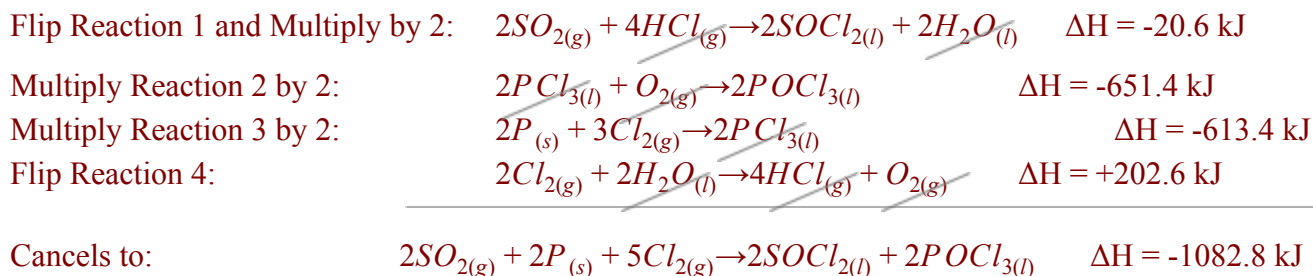 Flip Reaction 1 and Multiply by 2: 2SO₂₍g₎ + 4HCl₍g₎→2SOCl₂₍l₎ + 2H₂O₍l₎ ΔH = -20.6 kJ
Multiply Reaction 2 by 2: 2PCl₃₍l₎ + O₂₍g₎→2POCl₃₍l₎ ΔH = -651.4 kJ
Multiply Reaction 3 by 2: 2P₍s₎ + 3Cl₂₍g₎→2PCl₃₍l₎ ΔH = -613.4 kJ
Flip Reaction 4: 2Cl₂₍g₎ + 2H₂O₍l₎→4HCl₍g₎ + O₂₍g₎ ΔH = +202.6 kJ
Cancels to: 2SO₂₍g₎ + 2P₍s₎ + 5Cl₂₍g₎→2SOCl₂₍l₎ + 2POCl₃₍l₎ ΔH = -1082.8 kJ